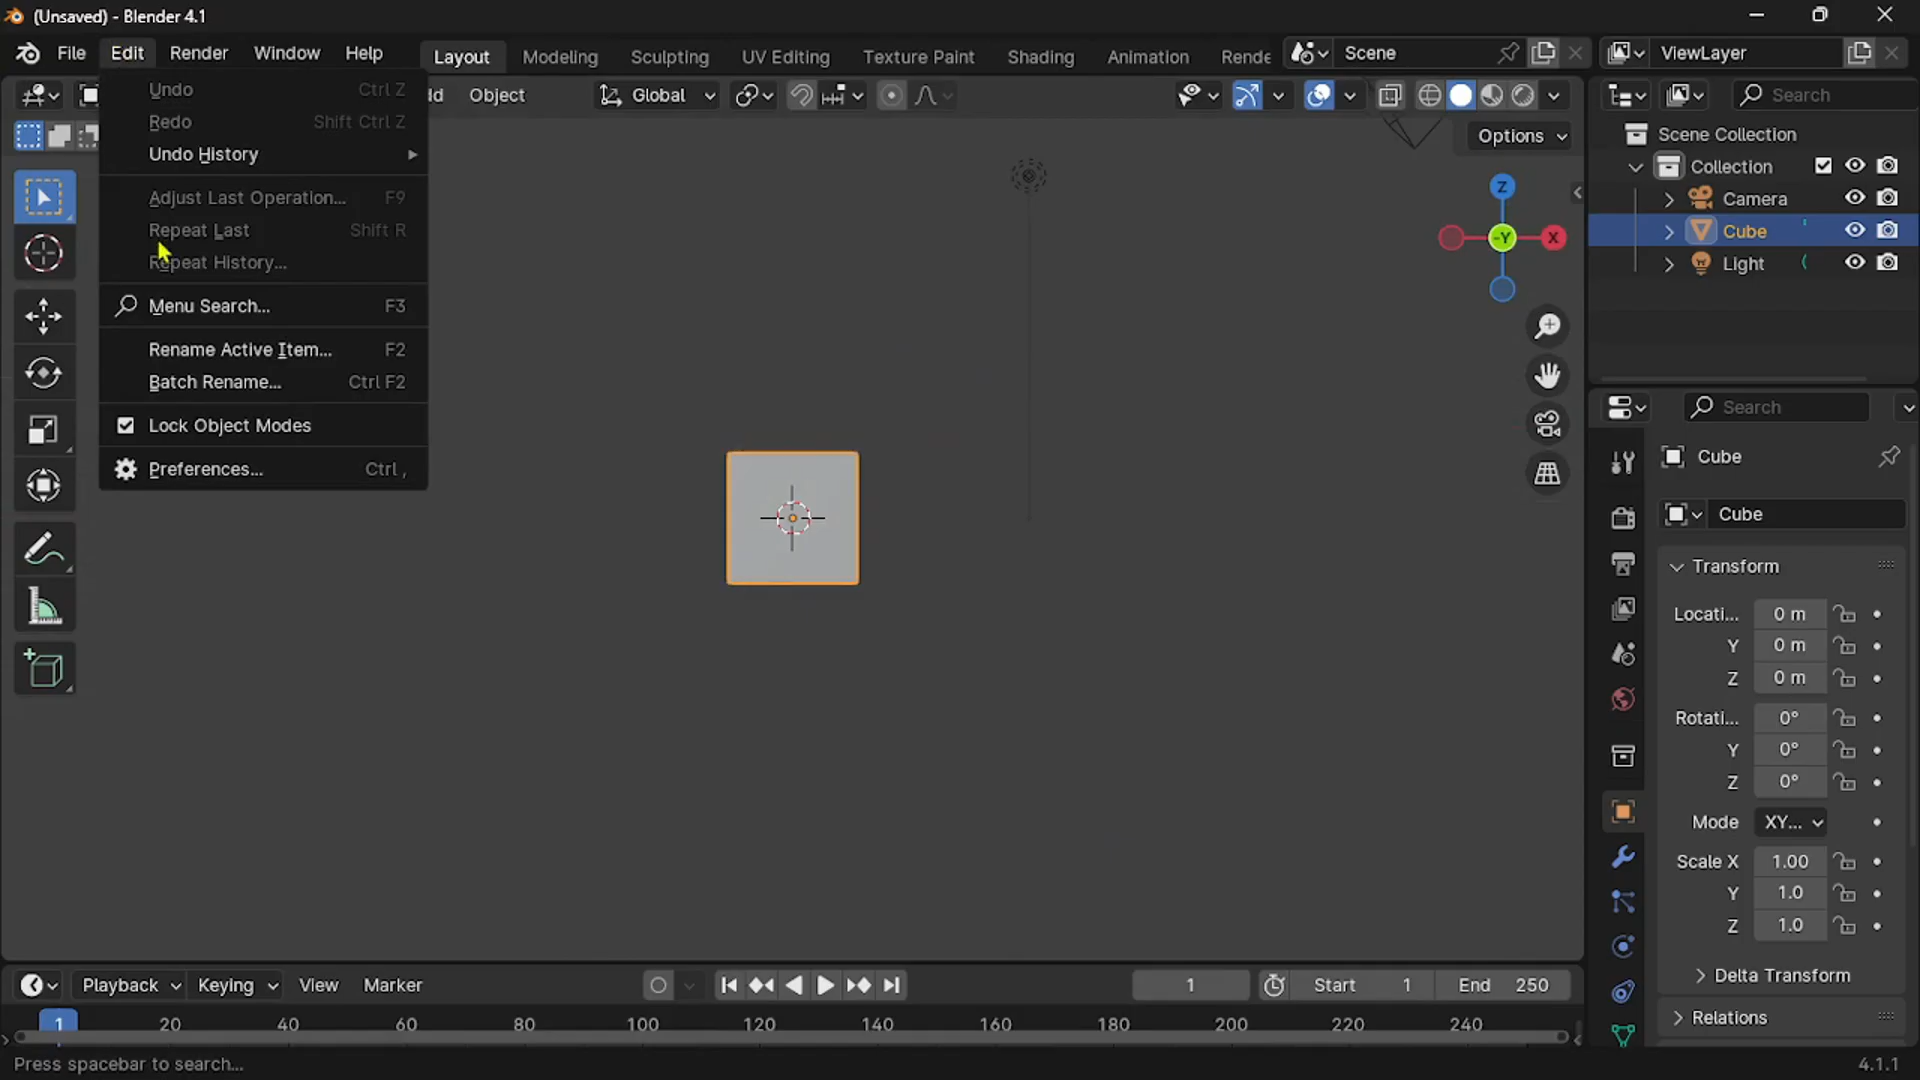 (Unsaved) - Blender 4.1
File Edit Render Window Help Layout Modeling Sculpting UV Editing Texture Paint Shading Animation Rende Scene ViewLayer
Object Global Search
Options
Undo Ctrl Z
Redo Shift Ctrl Z
Undo History
Adjust Last Operation... F9
Repeat Last Shift R
Repeat History...
Menu Search... F3
Rename Active Item... F2
Batch Rename... Ctrl F2
Lock Object Modes
Preferences... Ctrl ,
Z
-Y X
Scene Collection
Collection
Camera
Cube
Light
Search
Cube
Cube
Transform
Locati... 0 m
Y 0 m
Z 0 m
Rotati... 0°
Y 0°
Z 0°
Mode XY...
Scale X 1.00
Y 1.0
Z 1.0
Delta Transform
Relations
Playback Keying View Marker 1 Start 1 End 250
1 20 40 60 80 100 120 140 160 180 200 220 240
Press spacebar to search... 4.1.1